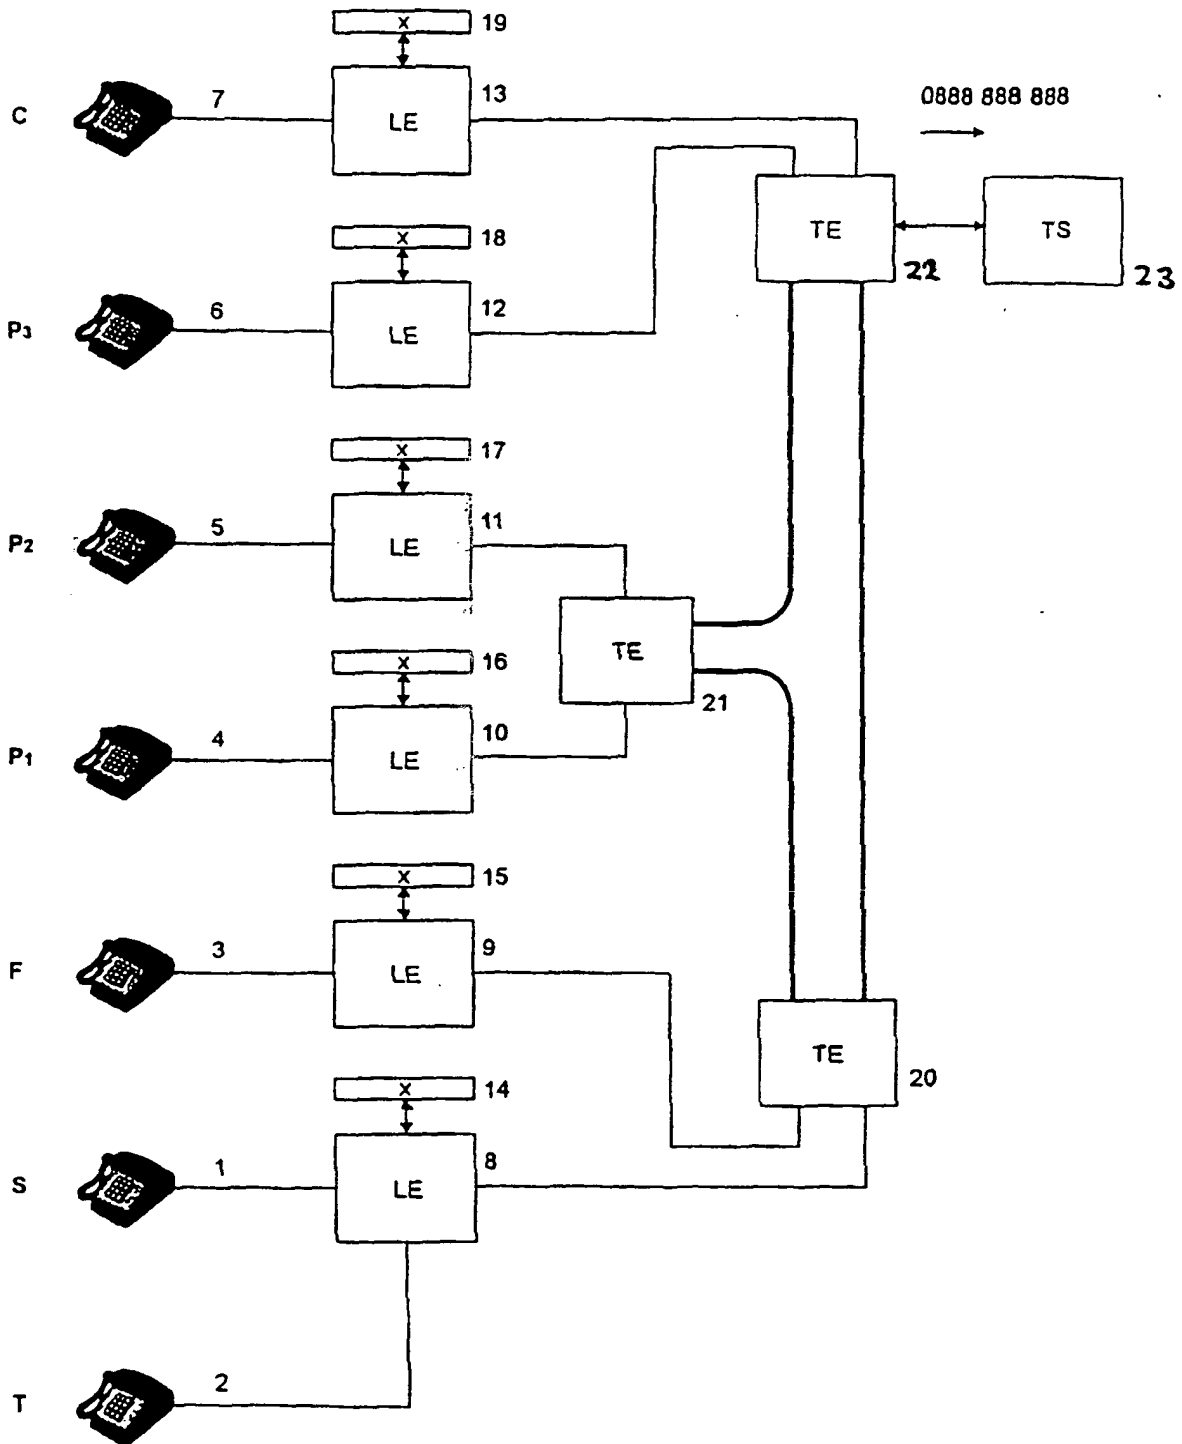 X 19
C 7 LE 13
0888 888 888
TE 22
TS 23
X 18
P3 6 LE 12
X 17
P2 5 LE 11
TE 21
X 16
P1 4 LE 10
X 15
F 3 LE 9
TE 20
X 14
S 1 LE 8
T 2